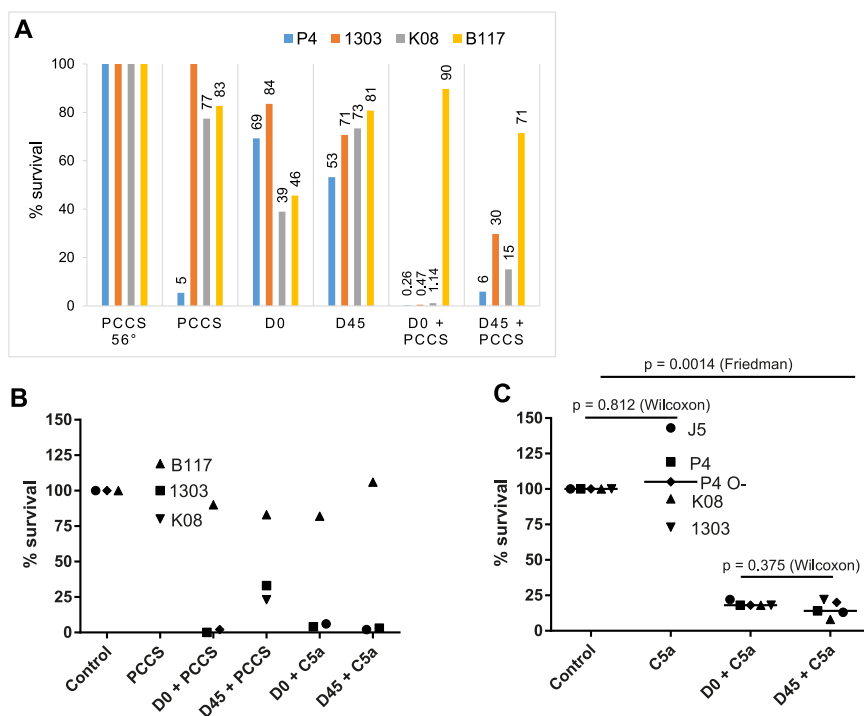 A
P4 1303 K08 B117
% survival
100
80
60
40
20
0
5
77
83
69
84
39
46
53
71
73
81
0.26
0.47
1.14
90
6
30
15
71
PCCS 56°
PCCS
D0
D45
D0 + PCCS
D45 + PCCS
B
% survival
150
125
100
75
50
25
0
B117
1303
K08
Control
PCCS
D0 + PCCS
D45 + PCCS
D0 + C5a
D45 + C5a
C
p = 0.0014 (Friedman)
p = 0.812 (Wilcoxon)
% survival
150
125
100
75
50
25
0
J5
P4
P4 O-
K08
1303
p = 0.375 (Wilcoxon)
Control
C5a
D0 + C5a
D45 + C5a